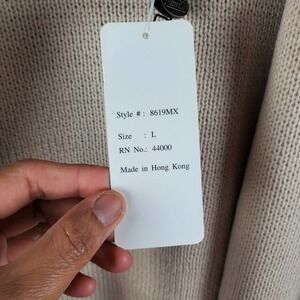 Style # : 8619MX
Size : L
RN No.: 44000
Made in Hong Kong